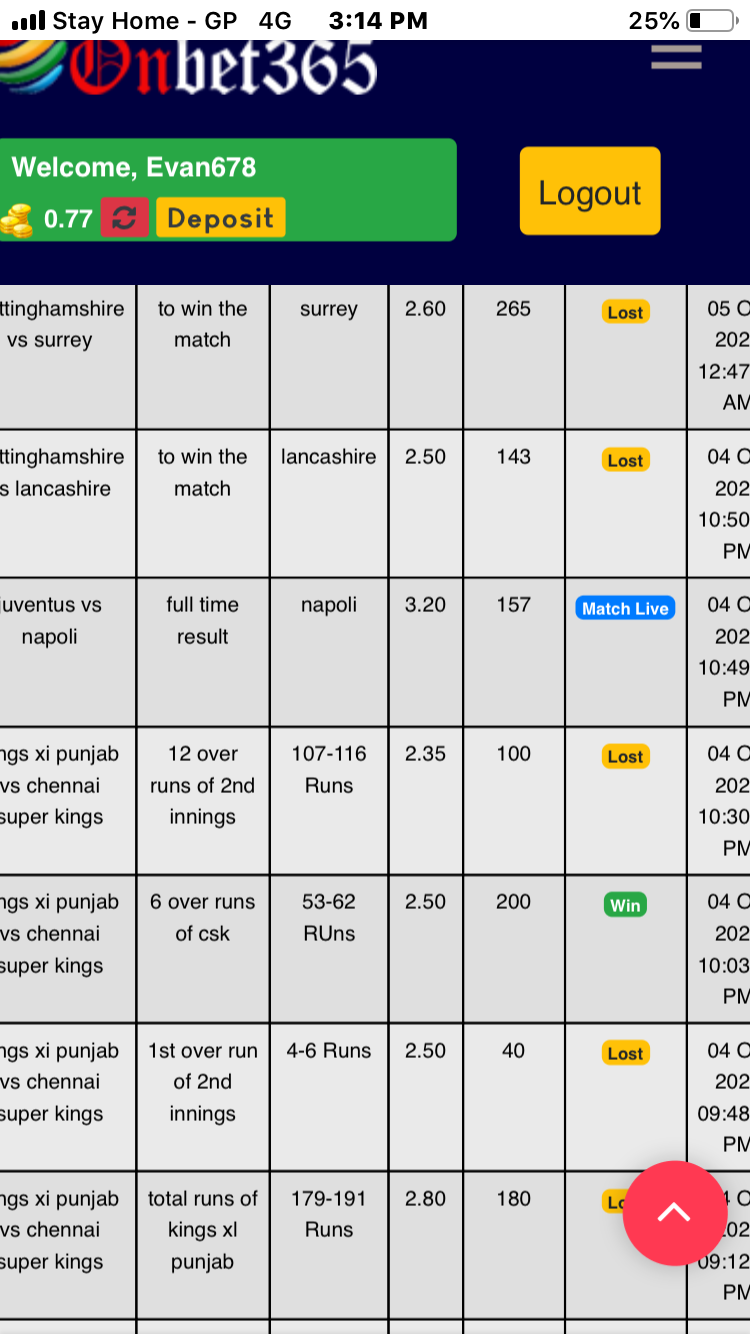 Stay Home - GP 4G 3:14 PM 25%
Onbet365
Welcome, Evan678
0.77 Deposit
Logout
ttinghamshire to win the surrey 2.60 265 Lost 05 O
vs surrey match 202
12:47
AM
ttinghamshire to win the lancashire 2.50 143 Lost 04 O
s lancashire match 202
10:50
PM
juventus vs full time napoli 3.20 157 Match Live 04 O
napoli result 202
10:49
PM
ngs xi punjab 12 over 107-116 2.35 100 Lost 04 O
vs chennai runs of 2nd Runs 202
super kings innings 10:30
PM
ngs xi punjab 6 over runs 53-62 2.50 200 Win 04 O
vs chennai of csk RUns 202
super kings 10:03
PM
ngs xi punjab 1st over run 4-6 Runs 2.50 40 Lost 04 O
vs chennai of 2nd 202
super kings innings 09:48
PM
ngs xi punjab total runs of 179-191 2.80 180
vs chennai kings xl Runs
super kings punjab 09:12
PM